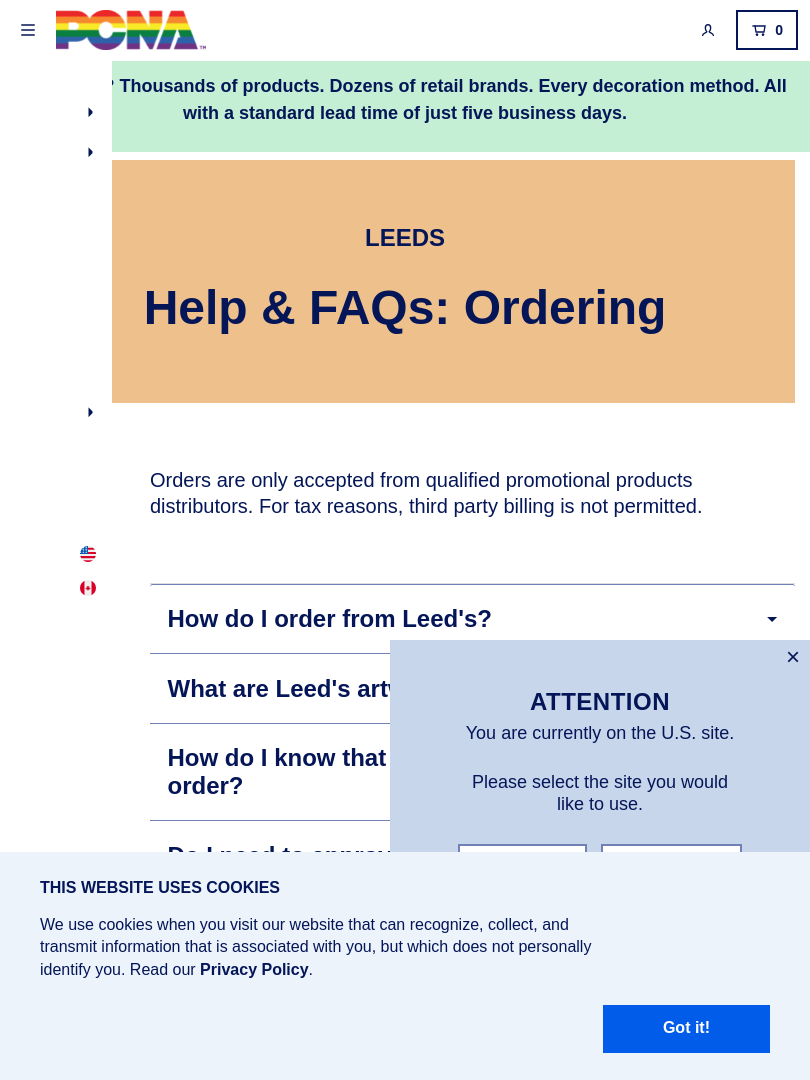 PCNA
TM
0
? Thousands of products. Dozens of retail brands. Every decoration method. All
with a standard lead time of just five business days.
LEEDS
Help & FAQs: Ordering
Orders are only accepted from qualified promotional products
distributors. For tax reasons, third party billing is not permitted.
How do I order from Leed's?
What are Leed's
How do I know that
order?
Do I need to
×
ATTENTION
You are currently on the U.S. site.
Please select the site you would
like to use.
THIS WEBSITE USES COOKIES
We use cookies when you visit our website that can recognize, collect, and
transmit information that is associated with you, but which does not personally
identify you. Read our Privacy Policy.
Got it!